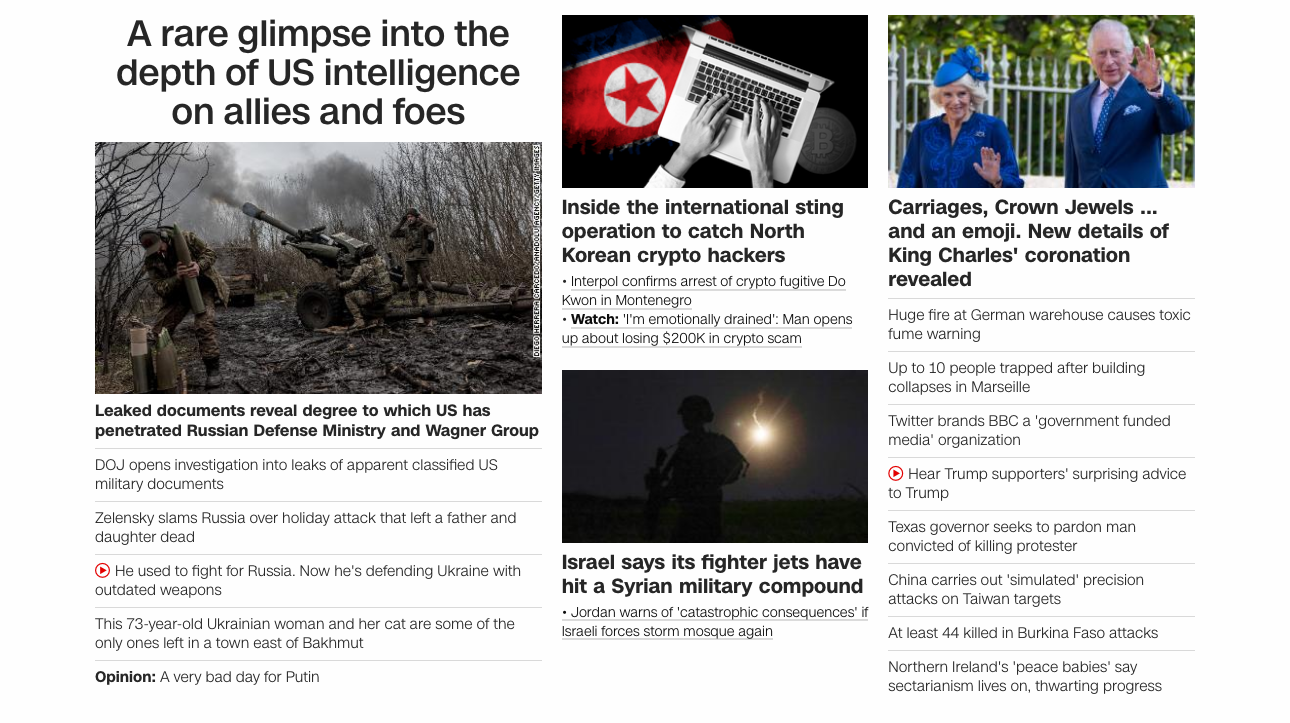 A rare glimpse into the
depth of US intelligence
on allies and foes
DIEGO HERRERA CARCEDO/ANADOLU AGENCY/GETTY IMAGES
Leaked documents reveal degree to which US has
penetrated Russian Defense Ministry and Wagner Group
DOJ opens investigation into leaks of apparent classified US
military documents
Zelensky slams Russia over holiday attack that left a father and
daughter dead
He used to fight for Russia. Now he's defending Ukraine with
outdated weapons
This 73-year-old Ukrainian woman and her cat are some of the
only ones left in a town east of Bakhmut
Opinion: A very bad day for Putin
Inside the international sting
operation to catch North
Korean crypto hackers
• Interpol confirms arrest of crypto fugitive Do
Kwon in Montenegro
• Watch: 'I'm emotionally drained': Man opens
up about losing $200K in crypto scam
Israel says its fighter jets have
hit a Syrian military compound
• Jordan warns of 'catastrophic consequences' if
Israeli forces storm mosque again
Carriages, Crown Jewels ...
and an emoji. New details of
King Charles' coronation
revealed
Huge fire at German warehouse causes toxic
fume warning
Up to 10 people trapped after building
collapses in Marseille
Twitter brands BBC a 'government funded
media' organization
Hear Trump supporters' surprising advice
to Trump
Texas governor seeks to pardon man
convicted of killing protester
China carries out 'simulated' precision
attacks on Taiwan targets
At least 44 killed in Burkina Faso attacks
Northern Ireland's 'peace babies' say
sectarianism lives on, thwarting progress